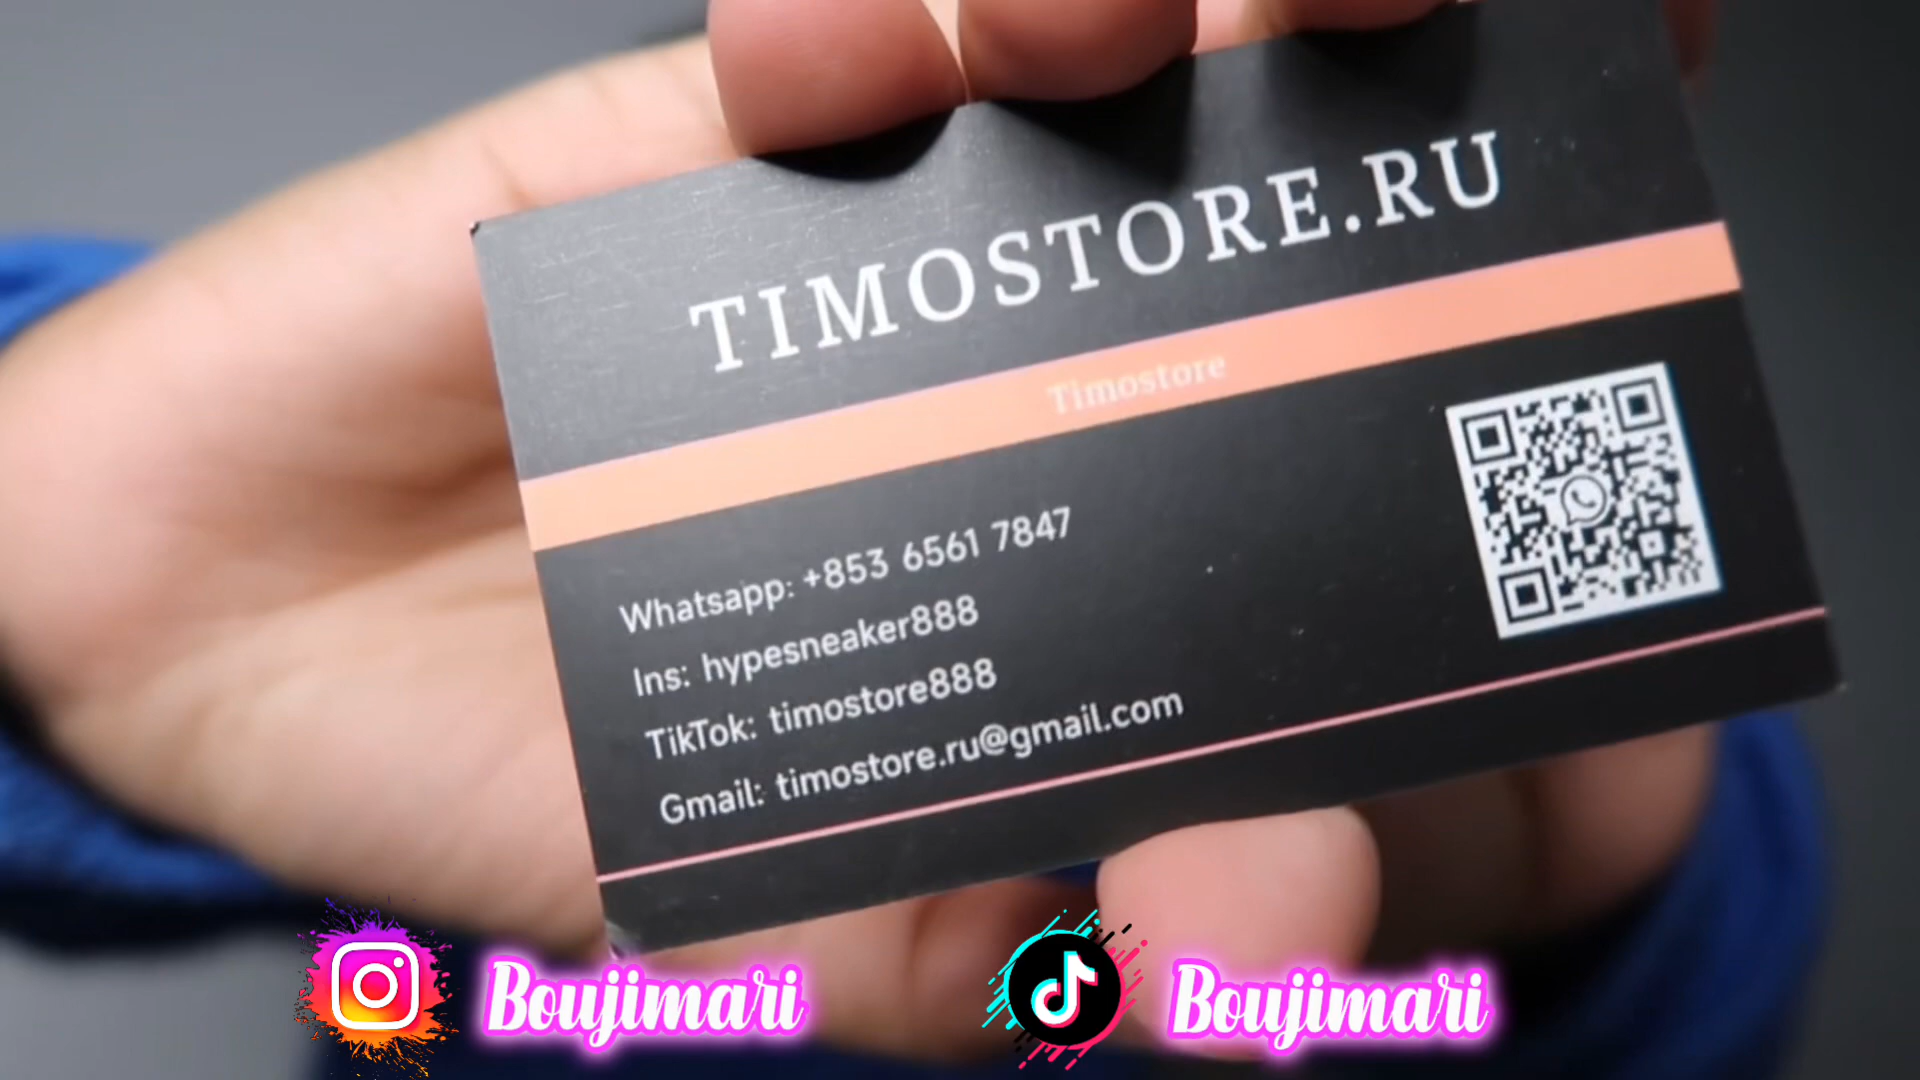 TIMOSTORE.RU
Timostore
Whatsapp: +853 6561 7847
Ins: hypesneaker888
TikTok: timostore888
Gmail: timostore.ru@gmail.com
Boujimari
Boujimari